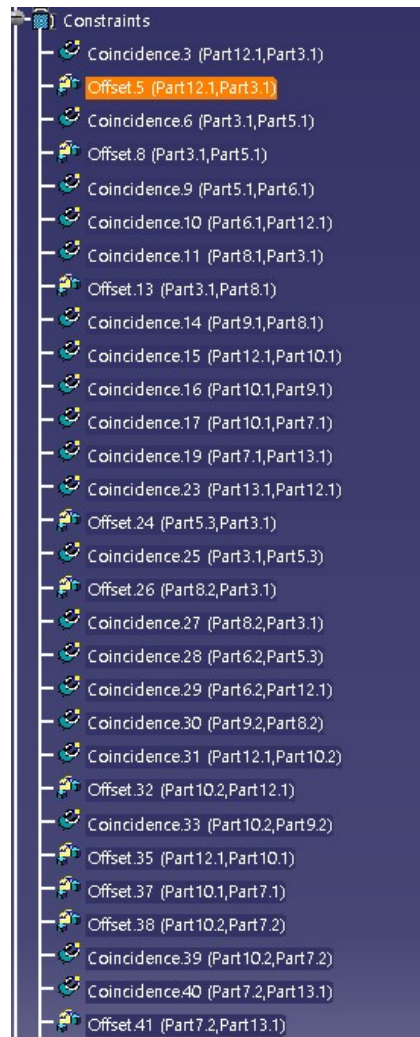 Constraints
Coincidence.3 (Part12.1,Part3.1)
Offset.5 (Part12.1,Part3.1)
Coincidence.6 (Part3.1,Part5.1)
Offset.8 (Part3.1,Part5.1)
Coincidence.9 (Part5.1,Part6.1)
Coincidence.10 (Part6.1,Part12.1)
Coincidence.11 (Part8.1,Part3.1)
Offset.13 (Part3.1,Part8.1)
Coincidence.14 (Part9.1,Part8.1)
Coincidence.15 (Part12.1,Part10.1)
Coincidence.16 (Part10.1,Part9.1)
Coincidence.17 (Part10.1,Part7.1)
Coincidence.19 (Part7.1,Part13.1)
Coincidence.23 (Part13.1,Part12.1)
Offset.24 (Part5.3,Part3.1)
Coincidence.25 (Part3.1,Part5.3)
Offset.26 (Part8.2,Part3.1)
Coincidence.27 (Part8.2,Part3.1)
Coincidence.28 (Part6.2,Part5.3)
Coincidence.29 (Part6.2,Part12.1)
Coincidence.30 (Part9.2,Part8.2)
Coincidence.31 (Part12.1,Part10.2)
Offset.32 (Part10.2,Part12.1)
Coincidence.33 (Part10.2,Part9.2)
Offset.35 (Part12.1,Part10.1)
Offset.37 (Part10.1,Part7.1)
Offset.38 (Part10.2,Part7.2)
Coincidence.39 (Part10.2,Part7.2)
Coincidence.40 (Part7.2,Part13.1)
Offset.41 (Part7.2,Part13.1)